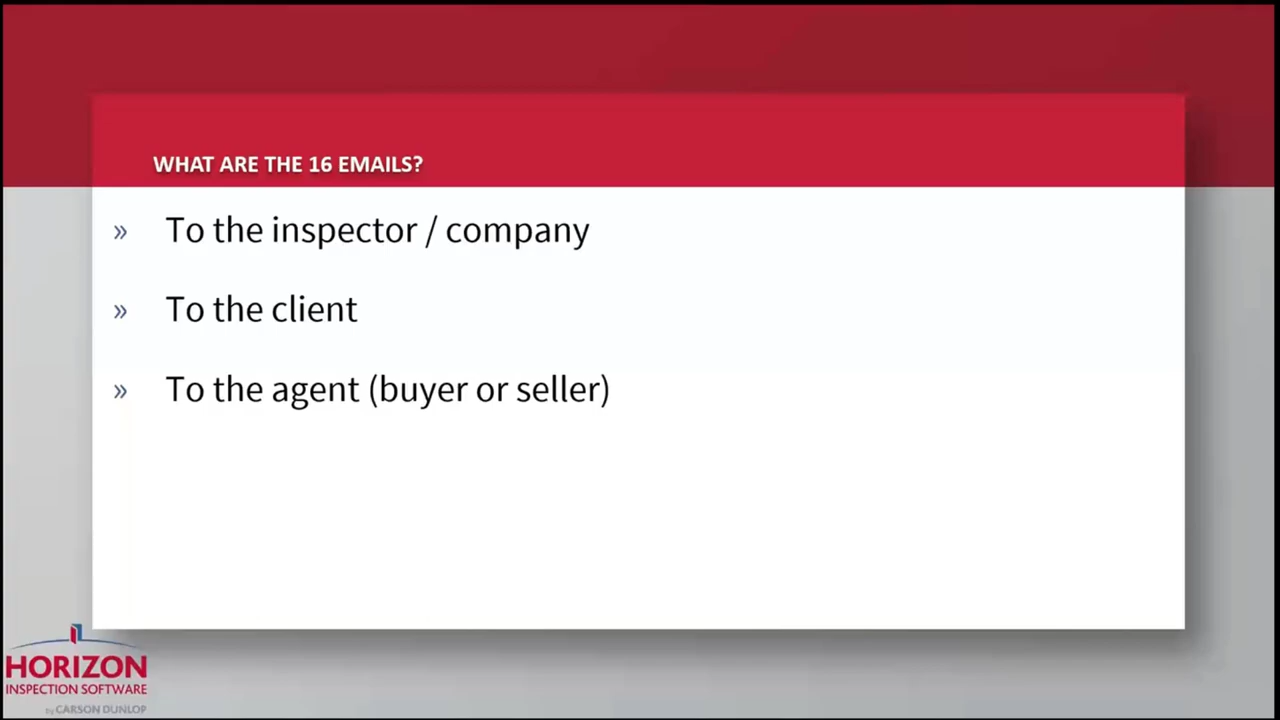 WHAT ARE THE 16 EMAILS?
» To the inspector / company
» To the client
» To the agent (buyer or seller)
HORIZON
INSPECTION SOFTWARE
by CARSON DUNLOP